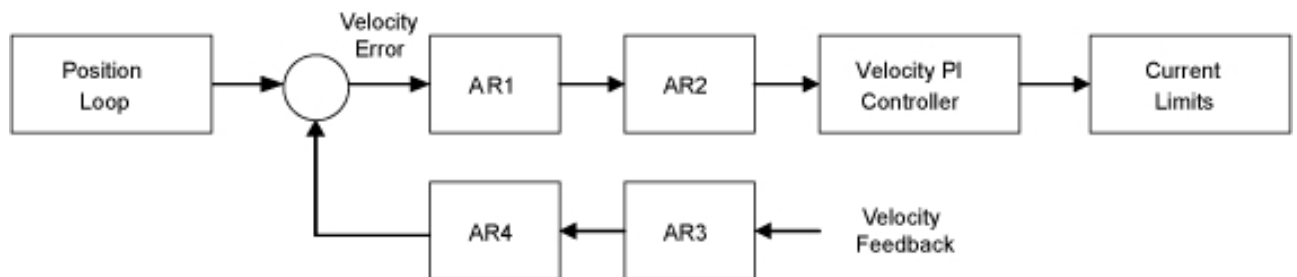 Velocity
Error
Position
Loop
AR1
AR2
Velocity PI
Controller
Current
Limits
AR4
AR3
Velocity
Feedback